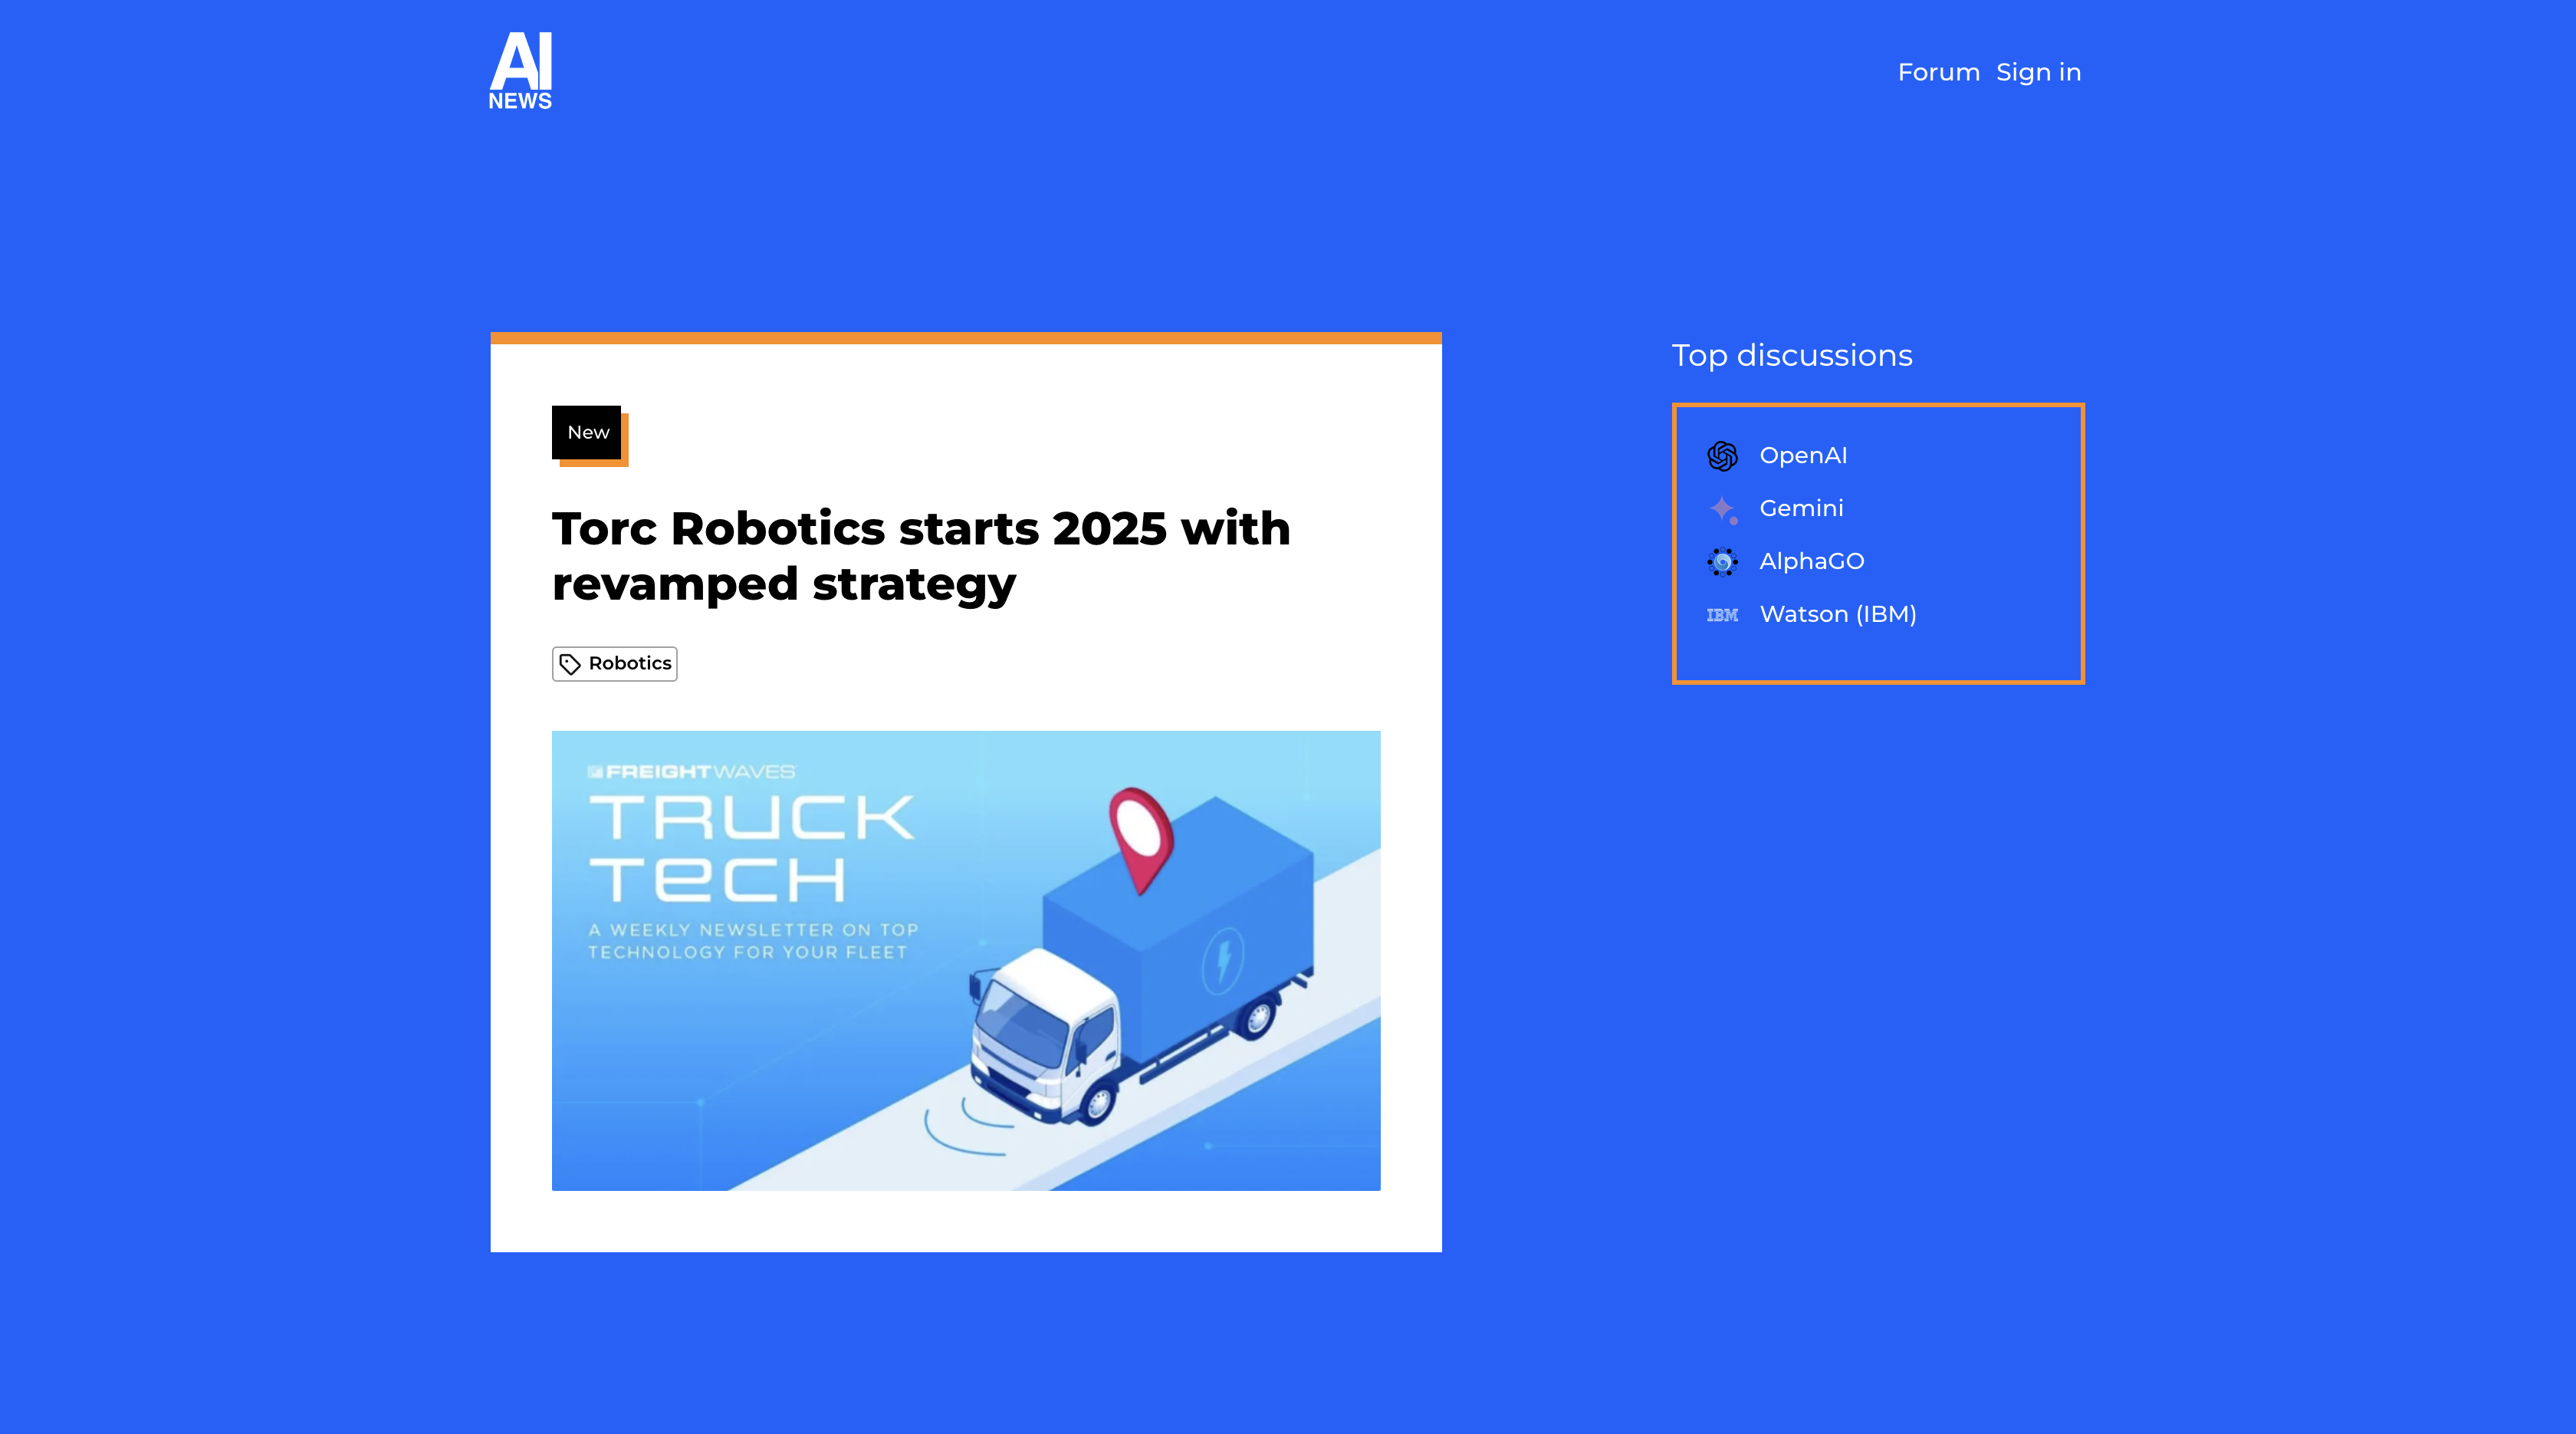 AI
NEWS
Forum Sign in
New
Torc Robotics starts 2025 with
revamped strategy
Robotics
FREIGHTWAVES
TRUCK
TeCH
A WEEKLY NEWSLETTER ON TOP
TECHNOLOGY FOR YOUR FLEET
Top discussions
OpenAI
Gemini
AlphaGO
IBM Watson (IBM)